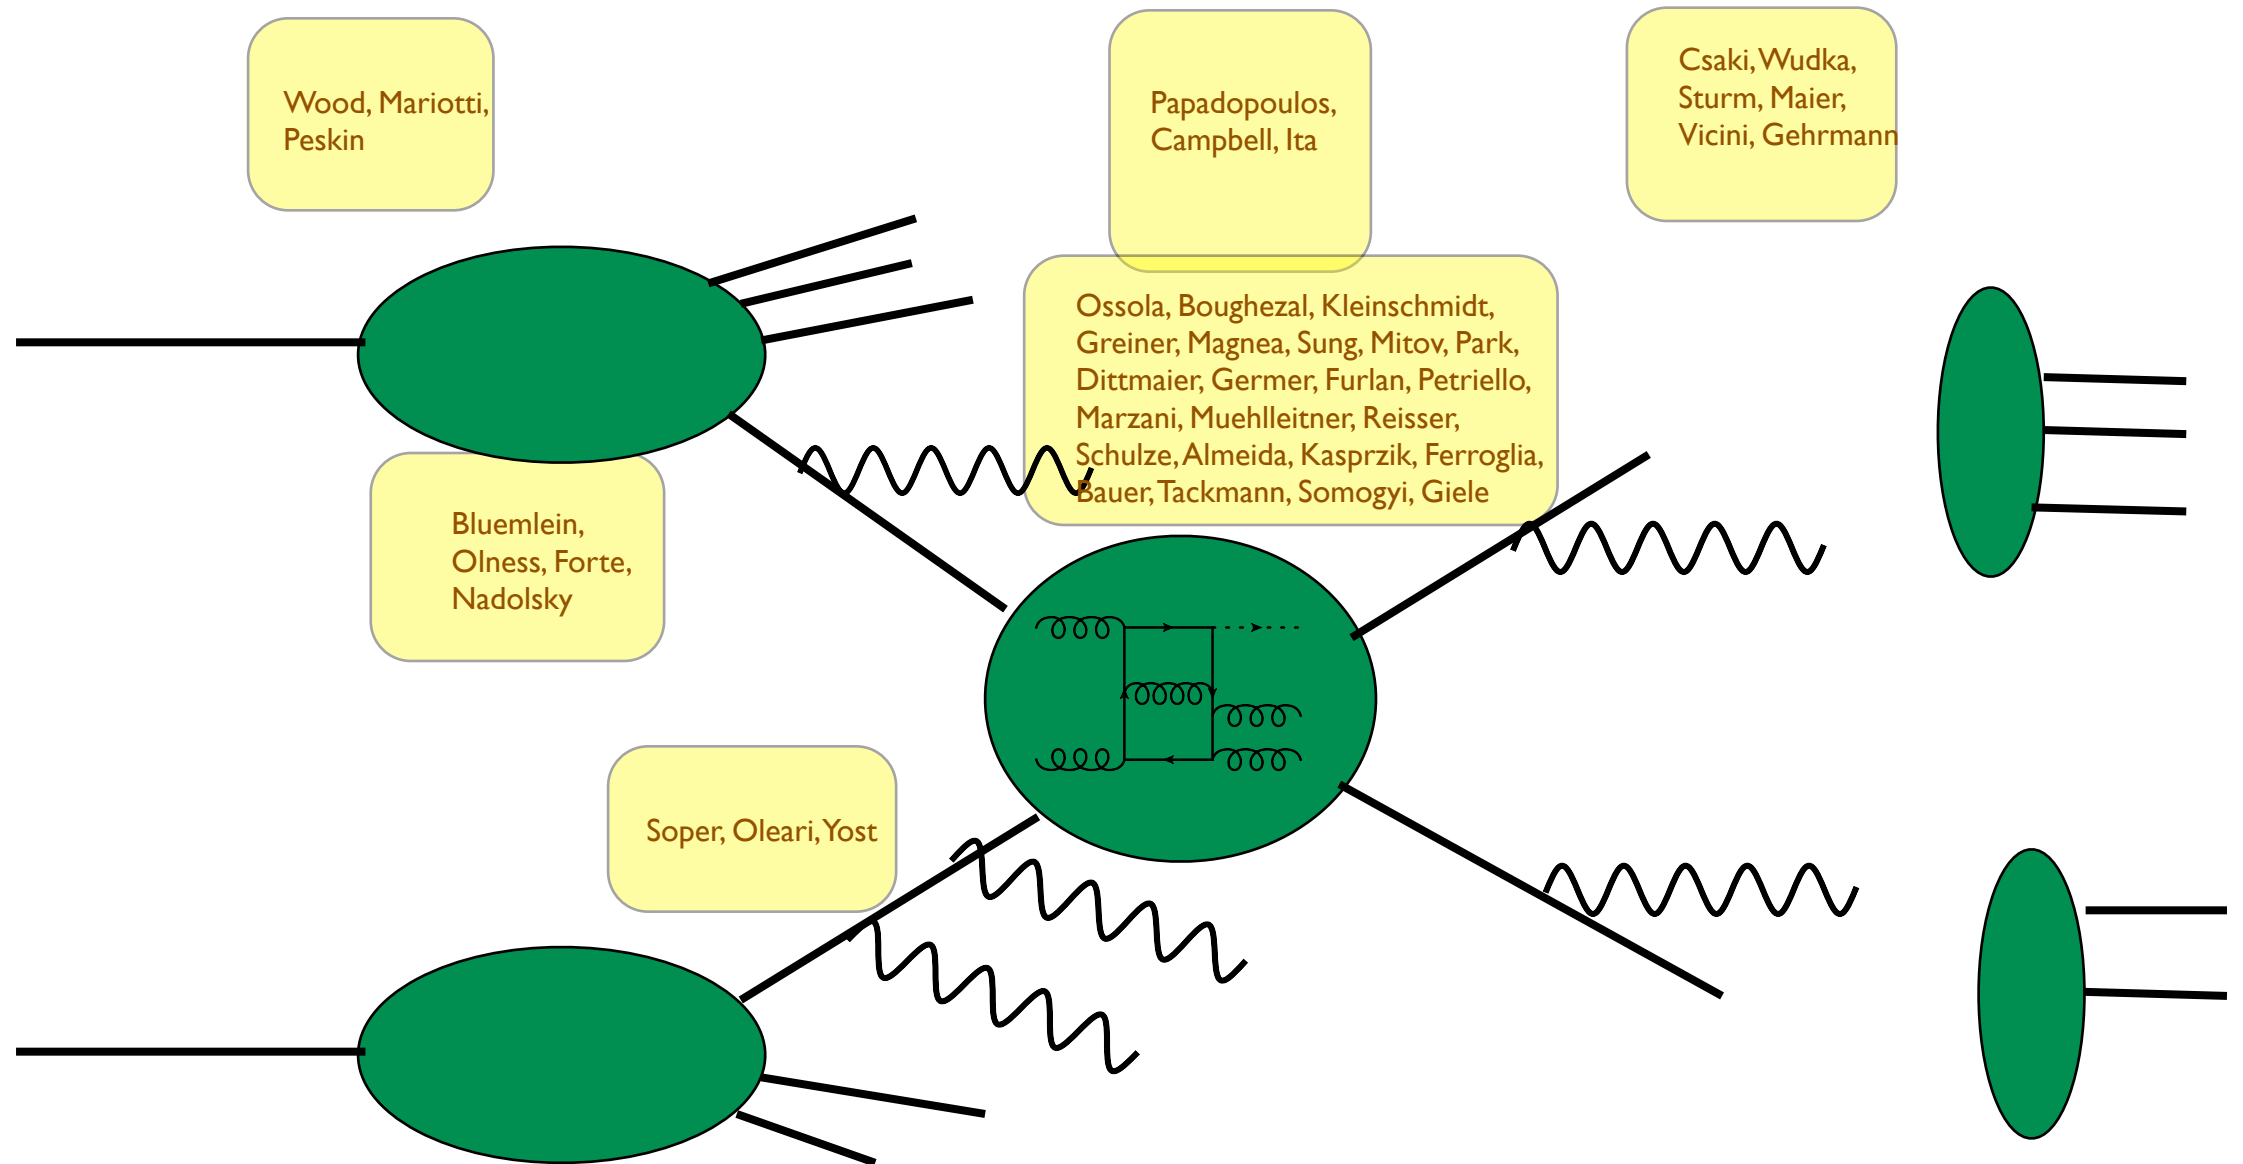 Wood, Mariotti,
Peskin
Papadopoulos,
Campbell, Ita
Csaki, Wudka,
Sturm, Maier,
Vicini, Gehrmann
Ossola, Boughezal, Kleinschmidt,
Greiner, Magnea, Sung, Mitov, Park,
Dittmaier, Germer, Furlan, Petriello,
Marzani, Muehlleitner, Reisser,
Schulze, Almeida, Kasprzik, Ferroglia,
Bauer, Tackmann, Somogyi, Giele
Bluemlein,
Olness, Forte,
Nadolsky
Soper, Oleari, Yost